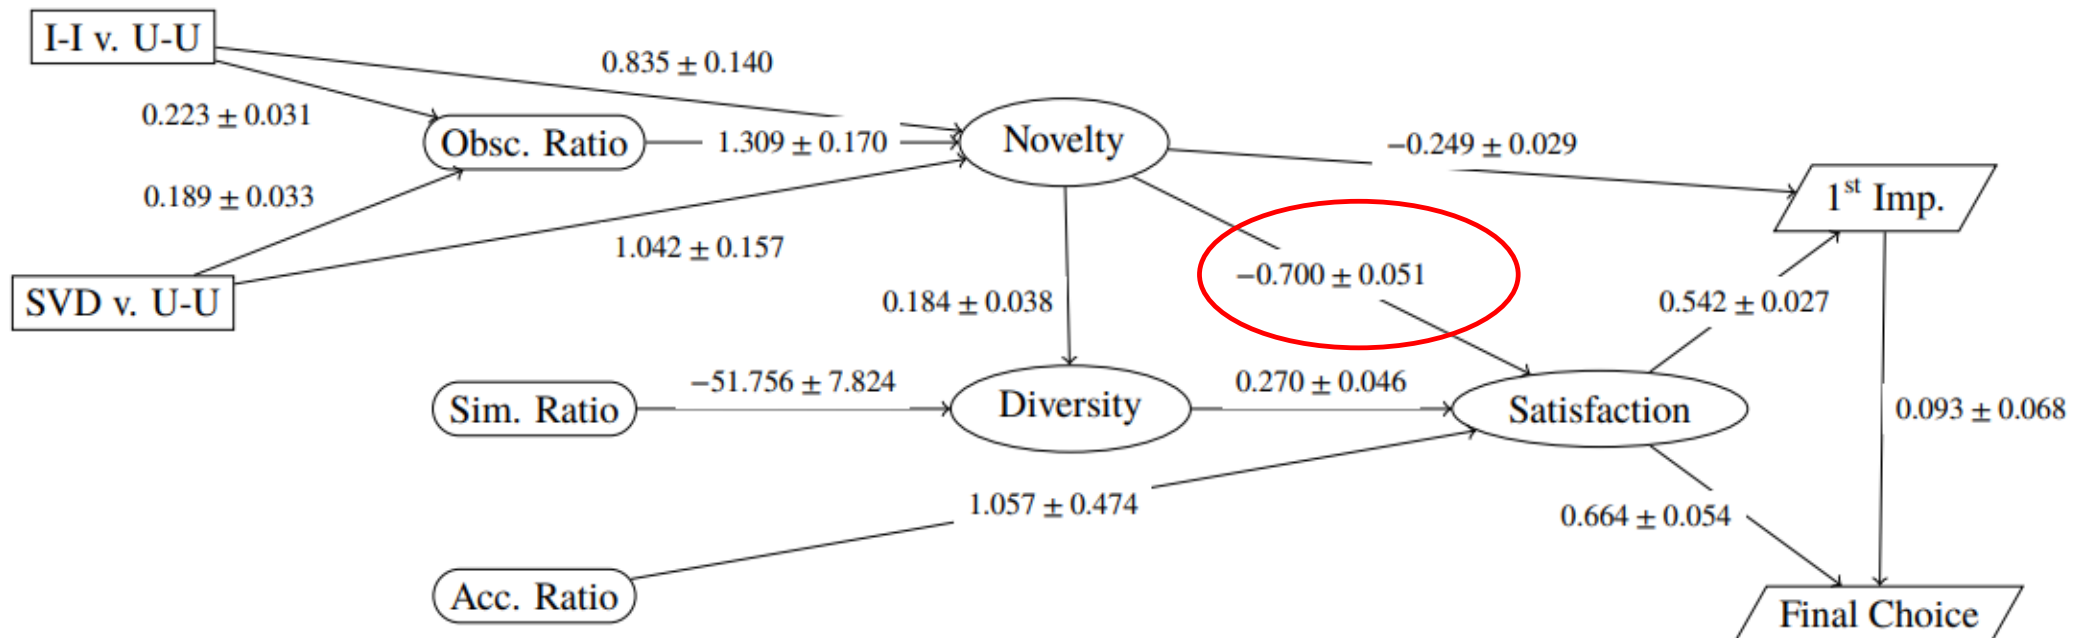 I-I v. U-U
0.835 ± 0.140
0.223 ± 0.031
Obsc. Ratio
1.309 ± 0.170
Novelty
−0.249 ± 0.029
1st Imp.
0.189 ± 0.033
1.042 ± 0.157
SVD v. U-U
0.184 ± 0.038
−0.700 ± 0.051
0.542 ± 0.027
Sim. Ratio
−51.756 ± 7.824
Diversity
0.270 ± 0.046
Satisfaction
0.093 ± 0.068
1.057 ± 0.474
0.664 ± 0.054
Acc. Ratio
Final Choice